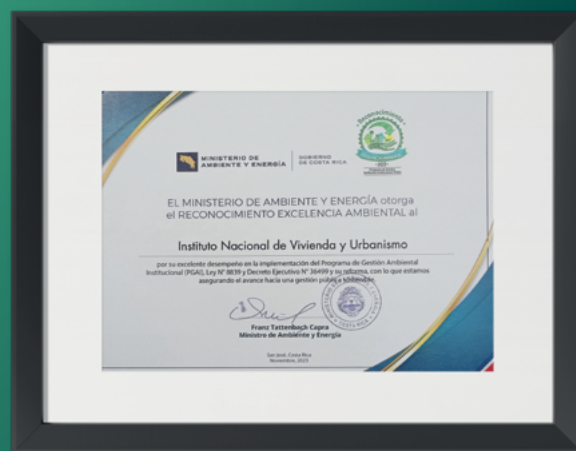 MINISTERIO DE
AMBIENTE Y ENERGÍA
GOBIERNO
DE COSTA RICA
Reconocimiento
EL MINISTERIO DE AMBIENTE Y ENERGÍA otorga
el RECONOCIMIENTO EXCELENCIA AMBIENTAL al
Instituto Nacional de Vivienda y Urbanismo
por su excelente desempeño en la implementación del Programa de Gestión Ambiental
Institucional (PGAI), Ley N° 8839 y Decreto Ejecutivo N° 36499 y su reforma, con lo que estamos
asegurando el avance hacia una gestión pública sostenible.
Franz Tattenbach Capra
Ministro de Ambiente y Energía
San José, Costa Rica
Noviembre, 2025
COSTA RICA